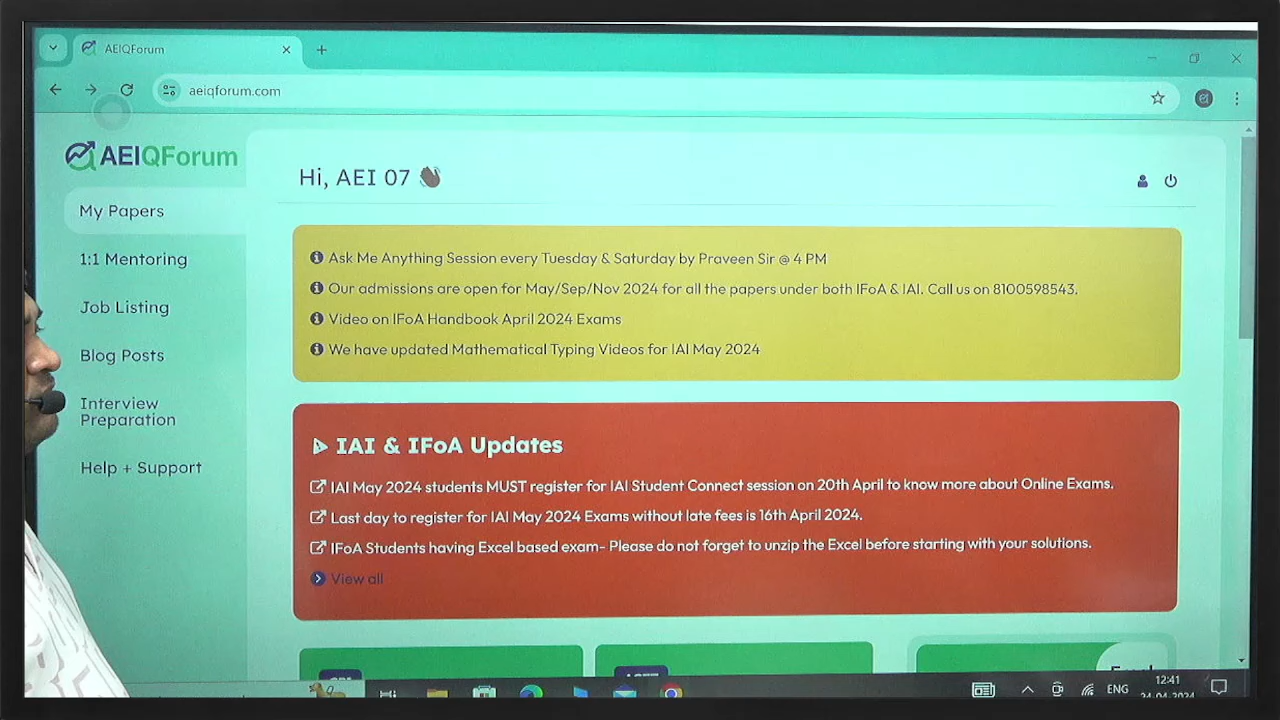 AEIQForum
aeiqforum.com
AEIQForum
Hi, AEI 07
My Papers
1:1 Mentoring
Job Listing
Blog Posts
Interview
Preparation
Help + Support
Ask Me Anything Session every Tuesday & Saturday by Praveen Sir @ 4 PM
Our admissions are open for May/Sep/Nov 2024 for all the papers under both IFoA & IAI. Call us on 8100598543.
Video on IFoA Handbook April 2024 Exams
We have updated Mathematical Typing Videos for IAI May 2024
IAI & IFoA Updates
IAI May 2024 students MUST register for IAI Student Connect session on 20th April to know more about Online Exams.
Last day to register for IAI May 2024 Exams without late fees is 16th April 2024.
IFoA Students having Excel based exam- Please do not forget to unzip the Excel before starting with your solutions.
View all
ENG
12:41
24-04-2024